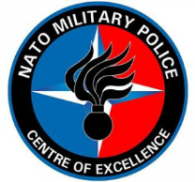 NATO MILITARY POLICE
CENTRE OF EXCELLENCE